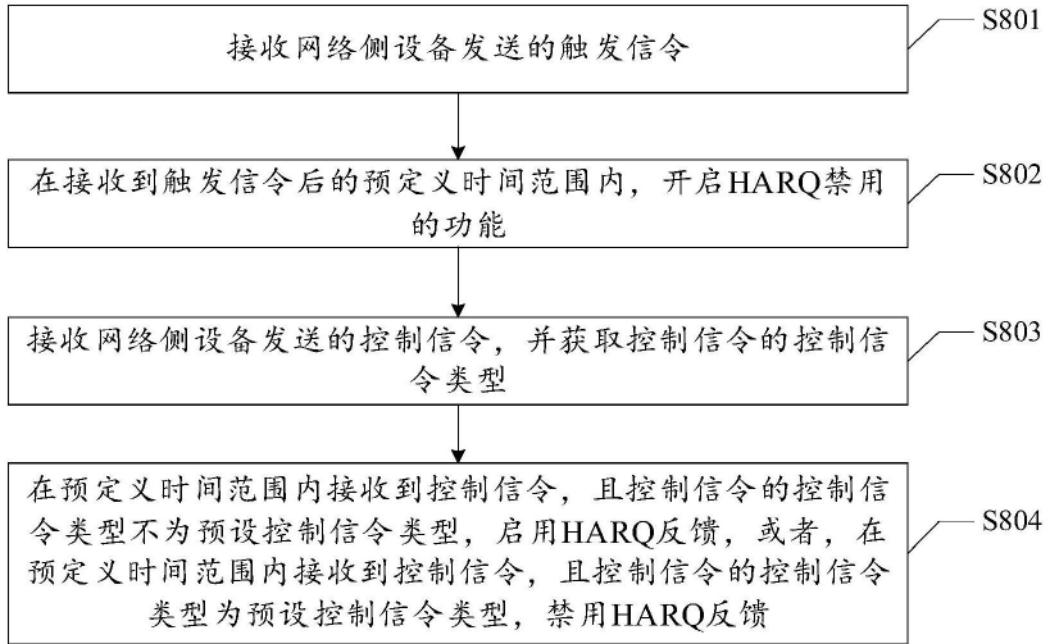 接收网络侧设备发送的触发信令
S801
在接收到触发信令后的预定义时间范围内，开启HARQ禁用
的功能
S802
接收网络侧设备发送的控制信令，并获取控制信令的控制信
令类型
S803
在预定义时间范围内接收到控制信令，且控制信令的控制信
令类型不为预设控制信令类型，启用HARQ反馈，或者，在
预定义时间范围内接收到控制信令，且控制信令的控制信令
类型为预设控制信令类型，禁用HARQ反馈
S804